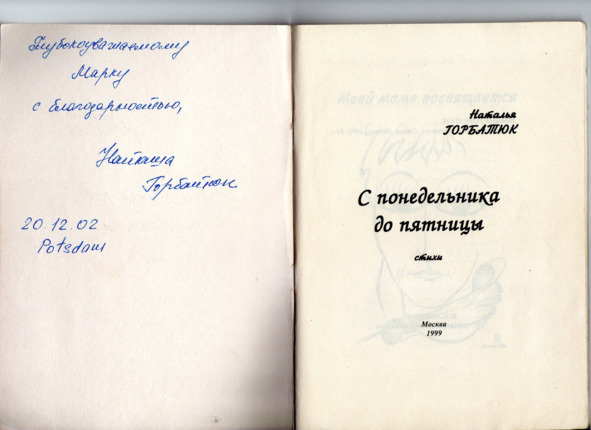 Глубокоуважаемому
Марку
с благодарностью,
Наташа
Горбатюк
20.12.02
Potsdam
Моей маме посвящается
Наталья
ГОРБАТЮК
С понедельника
до пятницы
стихи
Москва
1999